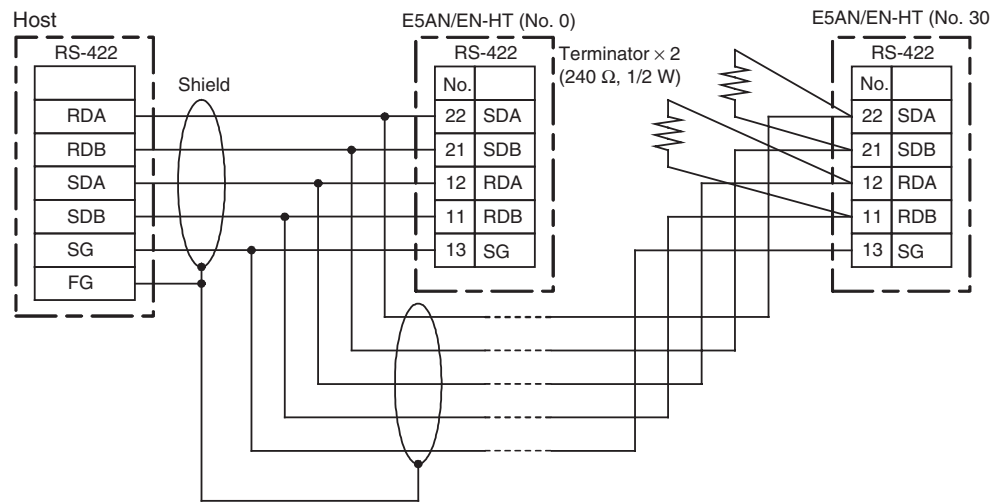 Host
RS-422
RDA
RDB
SDA
SDB
SG
FG
Shield
E5AN/EN-HT (No. 0)
RS-422
No.
22 SDA
21 SDB
12 RDA
11 RDB
13 SG
Terminator × 2
(240 Ω, 1/2 W)
E5AN/EN-HT (No. 30
RS-422
No.
22 SDA
21 SDB
12 RDA
11 RDB
13 SG